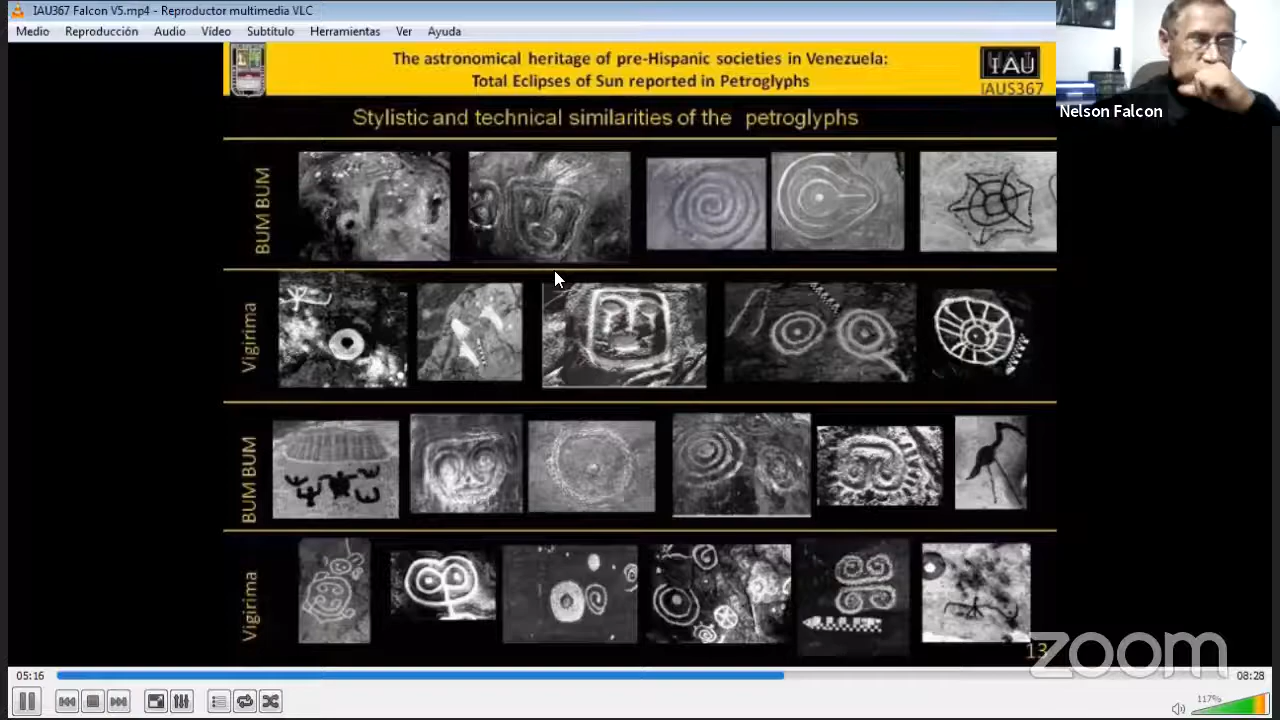 IAU367 Falcon V5.mp4 - Reproductor multimedia VLC
Medio Reproducción Audio Vídeo Subtítulo Herramientas Ver Ayuda
The astronomical heritage of pre-Hispanic societies in Venezuela:
Total Eclipses of Sun reported in Petroglyphs
IAU
IAUS367
Nelson Falcon
Stylistic and technical similarities of the petroglyphs
BUM BUM
Vigirima
BUM BUM
Vigirima
13
zoom
05:16
08:28
117%